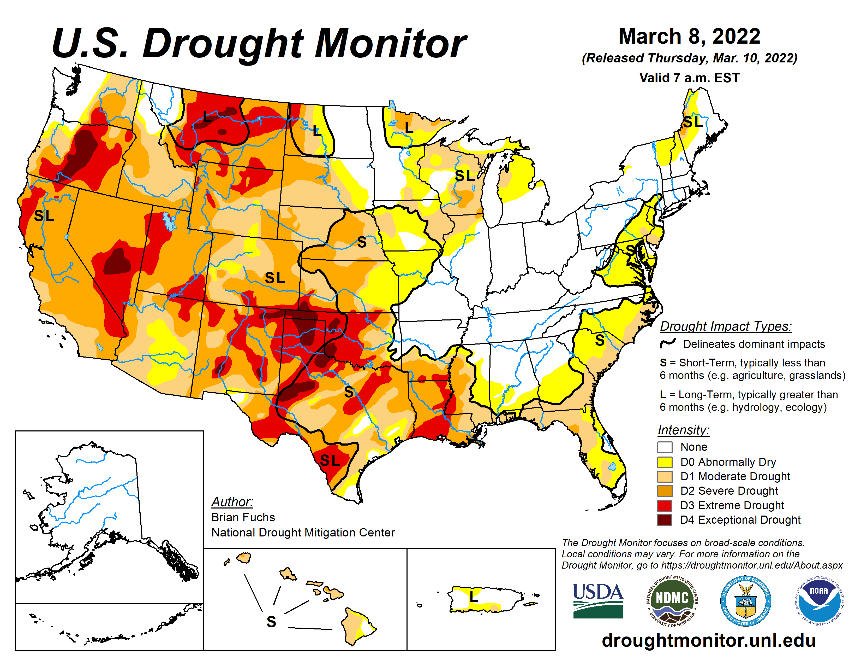 U.S. Drought Monitor
March 8, 2022
(Released Thursday, Mar. 10, 2022)
Valid 7 a.m. EST
L
L
L
SL
SL
SL
S
SL
SL
S
S
SL
Drought Impact Types:
Delineates dominant impacts
S = Short-Term, typically less than
6 months (e.g. agriculture, grasslands)
L = Long-Term, typically greater than
6 months (e.g. hydrology, ecology)
Intensity:
None
D0 Abnormally Dry
D1 Moderate Drought
D2 Severe Drought
D3 Extreme Drought
D4 Exceptional Drought
Author:
Brian Fuchs
National Drought Mitigation Center
S
L
The Drought Monitor focuses on broad-scale conditions.
Local conditions may vary. For more information on the
Drought Monitor, go to https://droughtmonitor.unl.edu/About.aspx
USDA
NDMC
NOAA
droughtmonitor.unl.edu